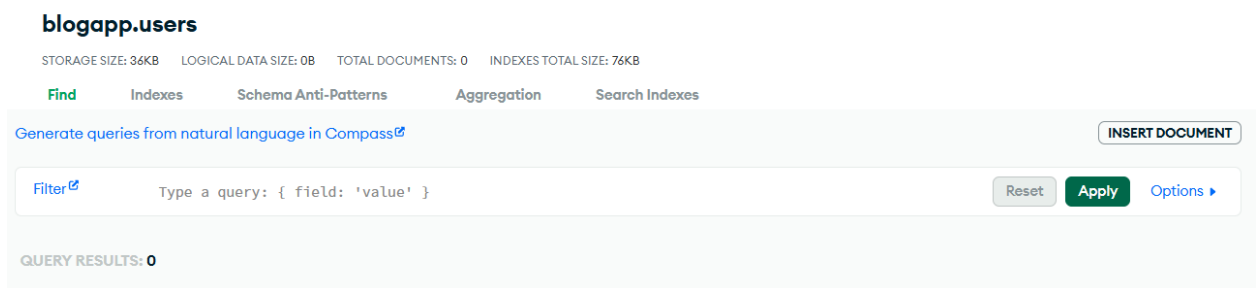 blogapp.users
STORAGE SIZE: 36KB LOGICAL DATA SIZE: 0B TOTAL DOCUMENTS: 0 INDEXES TOTAL SIZE: 76KB
Find Indexes Schema Anti-Patterns Aggregation Search Indexes
Generate queries from natural language in Compass INSERT DOCUMENT
Filter Type a query: { field: 'value' } Reset Apply Options
QUERY RESULTS: 0